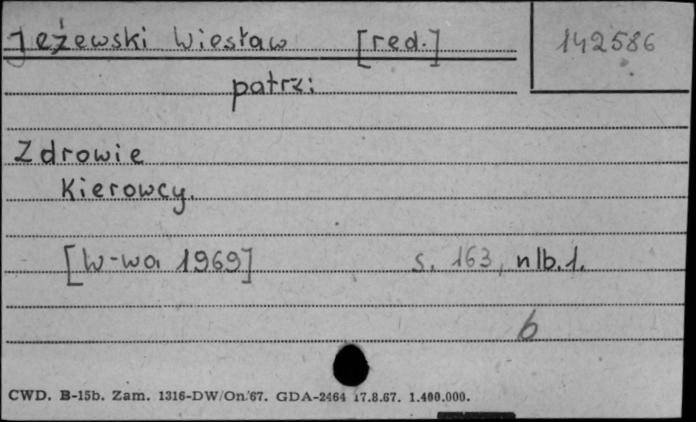 Jeżewski Wiesław [red.] 142586
patrz:
Zdrowie
Kierowcy.
[W-wa 1969] s. 163, nlb. 1.
6
CWD. B-15b. Zam. 1316-DW/On/67. GDA-2464 17.8.67. 1.400.000.